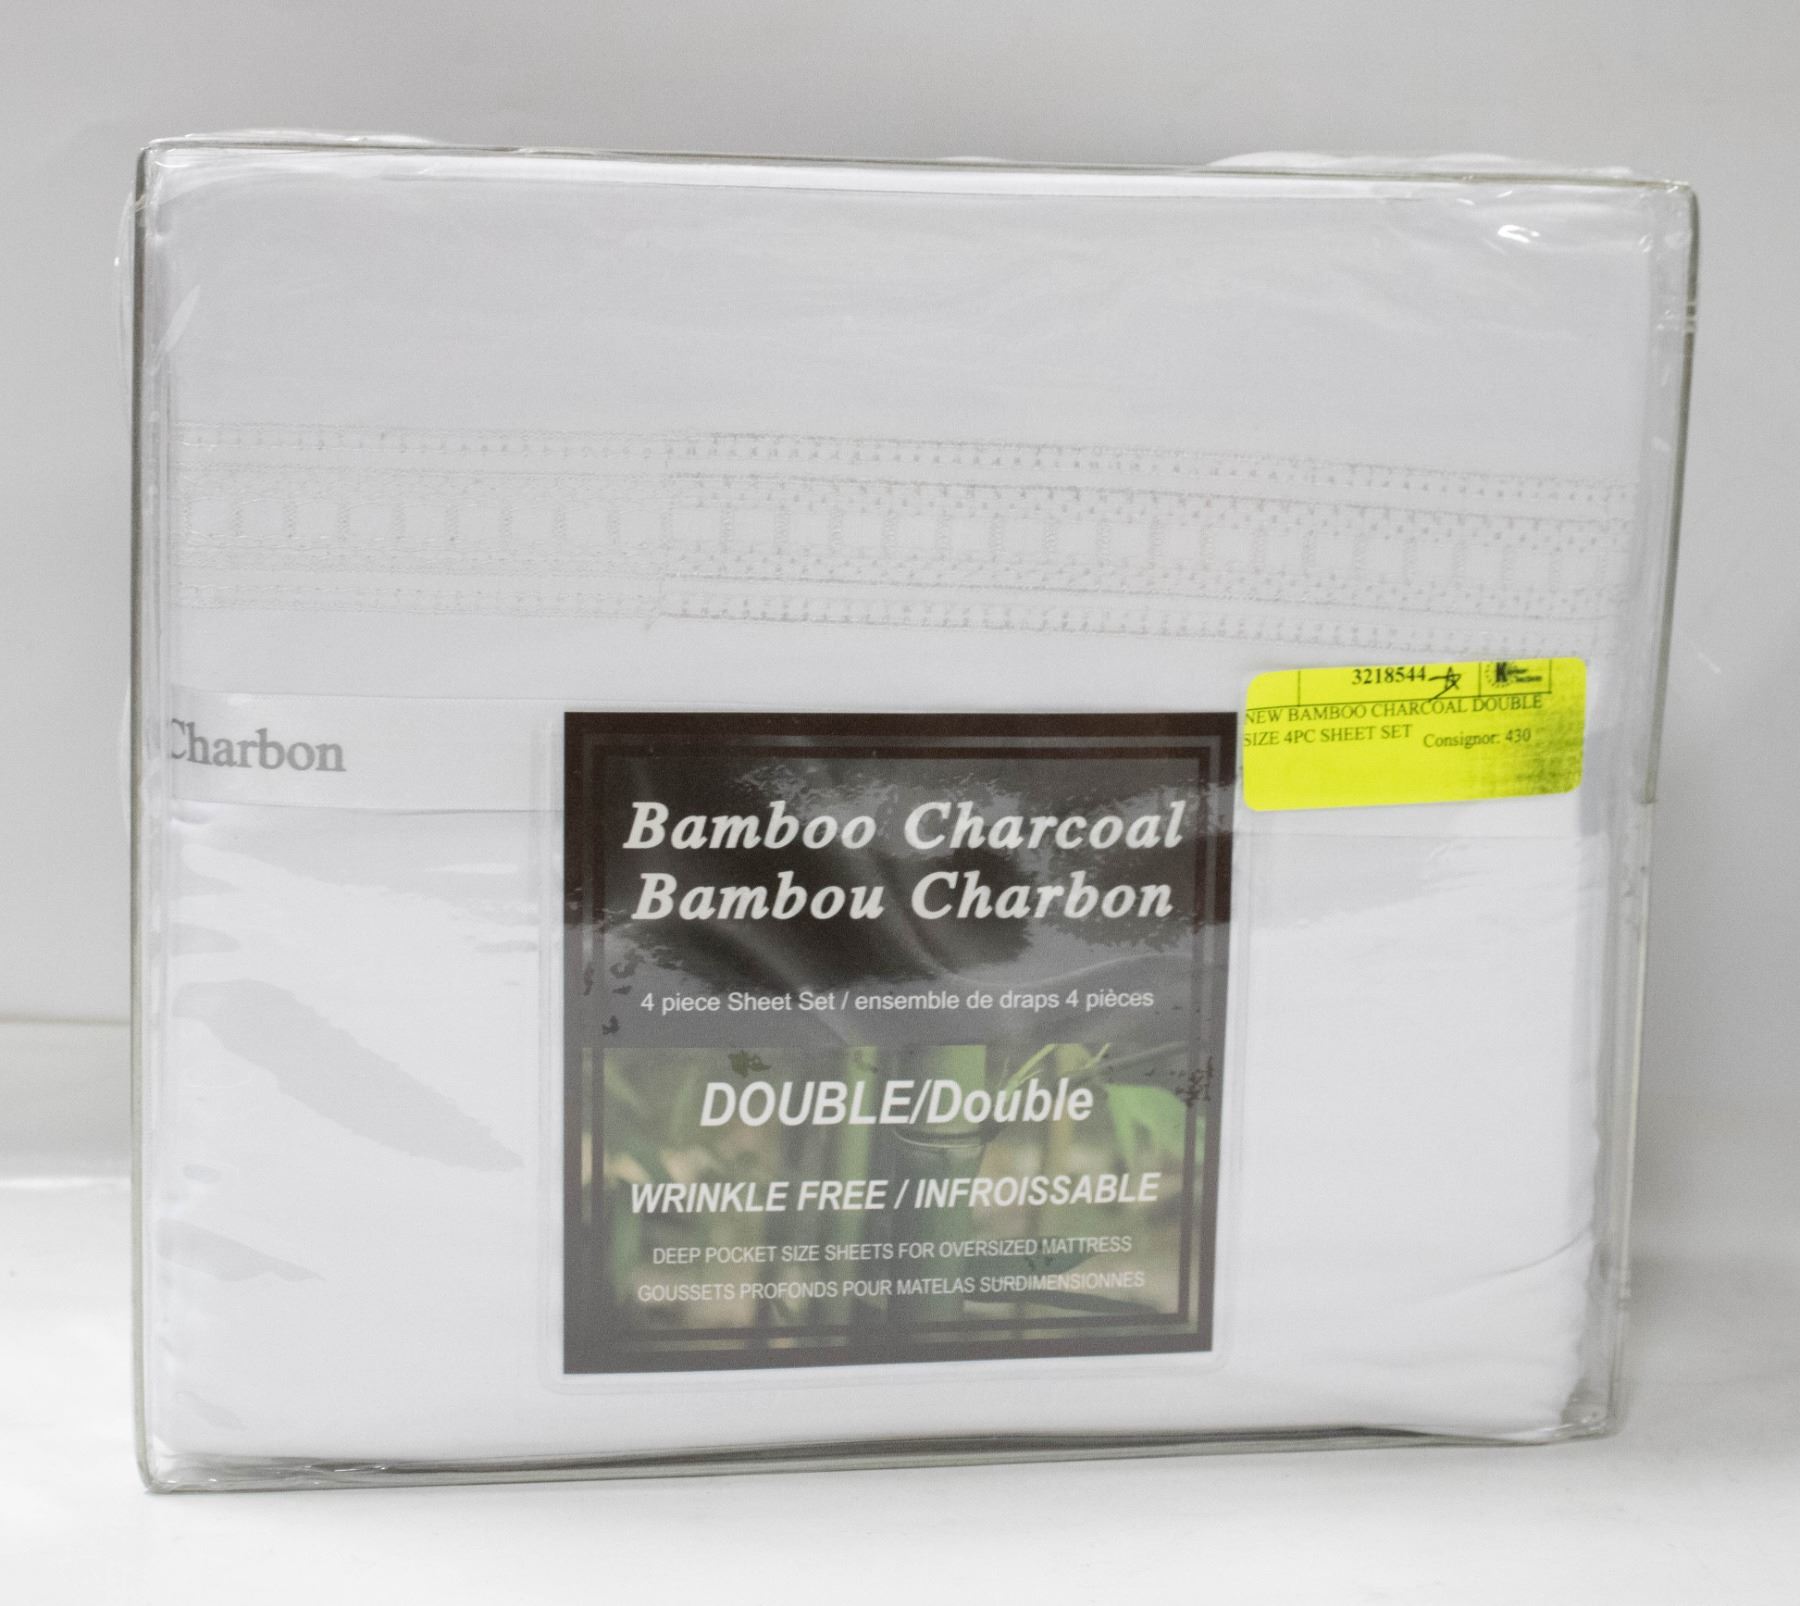 3218544
NEW BAMBOO CHARCOAL DOUBLE
SIZE 4PC SHEET SET Consignor: 430
Charbon
Bamboo Charcoal
Bambou Charbon
4 piece Sheet Set / ensemble de draps 4 pièces
DOUBLE/Double
WRINKLE FREE / INFROISSABLE
DEEP POCKET SIZE SHEETS FOR OVERSIZED MATTRESS
GOUSSETS PROFONDS POUR MATELAS SURDIMENSIONNES